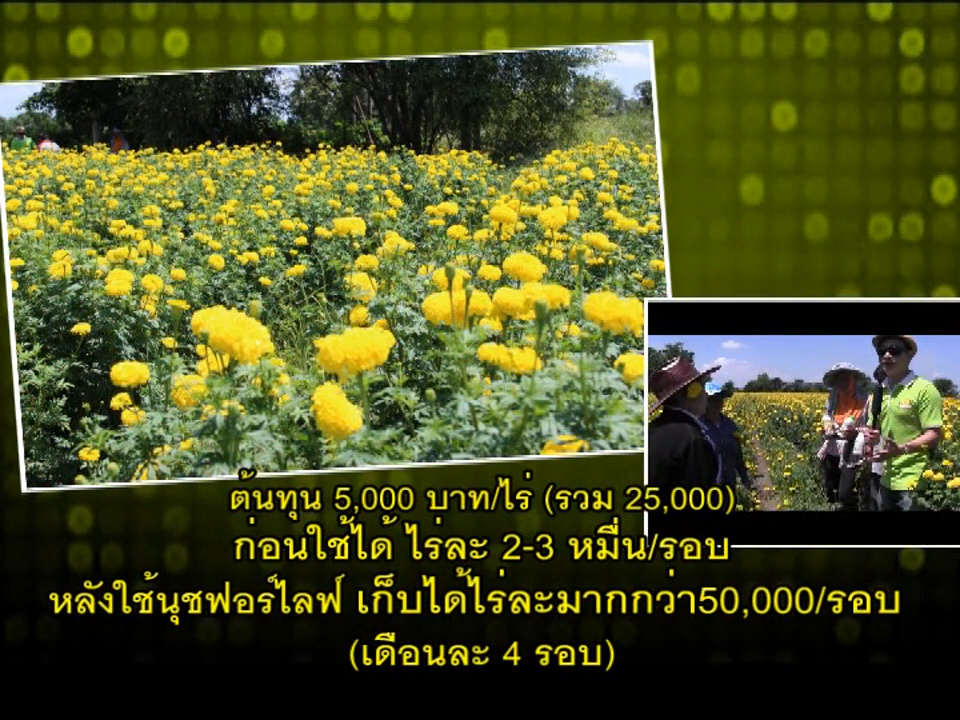 ต้นทุน 5,000 บาท/ไร่ (รวม 25,000)
ก่อนใช้ได้ ไร่ละ 2-3 หมื่น/รอบ
หลังใช้นุชฟอร์ไลฟ์ เก็บได้ไร่ละมากกว่า50,000/รอบ
(เดือนละ 4 รอบ)